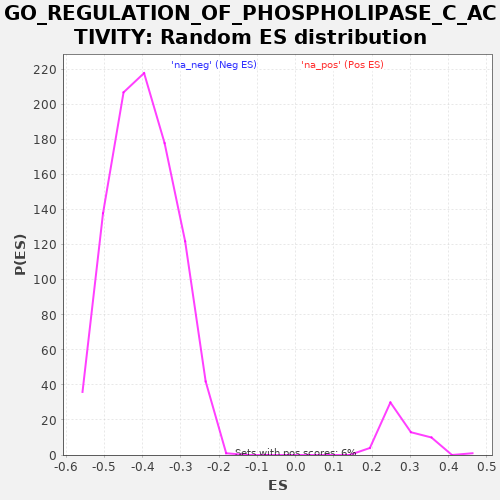 GO_REGULATION_OF_PHOSPHOLIPASE_C_AC
TIVITY: Random ES distribution
'na_neg' (Neg ES)
'na_pos' (Pos ES)
220
200
180
160
140
120
100
80
60
40
20
0
P(ES)
Sets with pos scores: 6%
-0.6 -0.5 -0.4 -0.3 -0.2 -0.1 0.0 0.1 0.2 0.3 0.4 0.5
ES